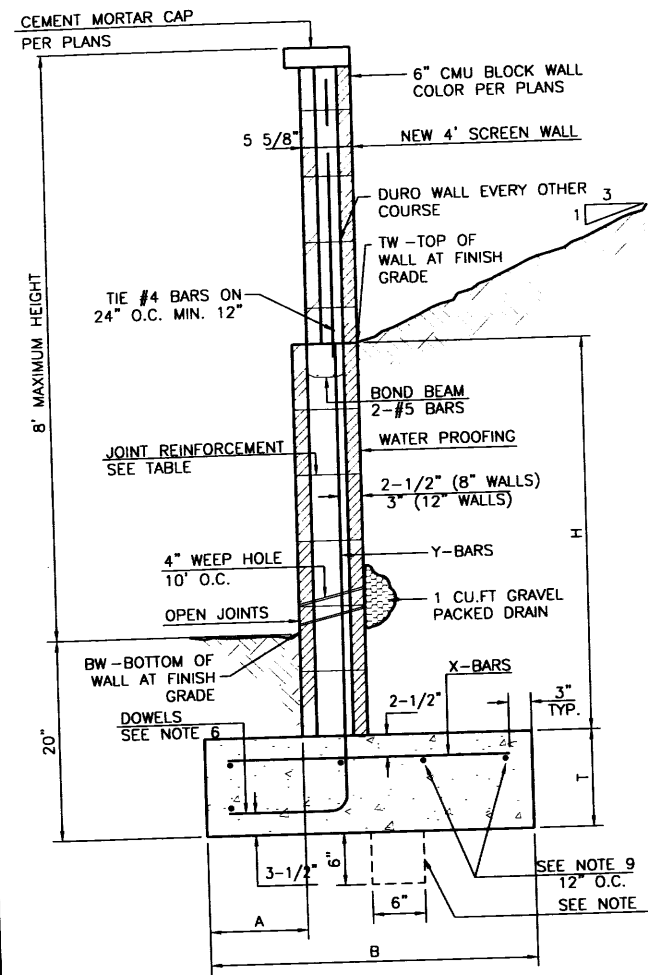 CEMENT MORTAR CAP
PER PLANS
6" CMU BLOCK WALL
COLOR PER PLANS
5 5/8"
NEW 4' SCREEN WALL
DURO WALL EVERY OTHER
COURSE
3
1
TW-TOP OF
WALL AT FINISH
GRADE
TIE #4 BARS ON
24" O.C. MIN. 12"
8' MAXIMUM HEIGHT
BOND BEAM
2-#5 BARS
JOINT REINFORCEMENT
SEE TABLE
WATER PROOFING
2-1/2" (8" WALLS)
3" (12" WALLS)
H
4" WEEP HOLE
10' O.C.
Y-BARS
OPEN JOINTS
1 CU.FT GRAVEL
PACKED DRAIN
BW-BOTTOM OF
WALL AT FINISH
GRADE
X-BARS
2-1/2"
3"
TYP.
DOWELS
SEE NOTE 6
20"
T
3-1/2"
6"
6"
SEE NOTE 9
12" O.C.
SEE NOTE
A
B